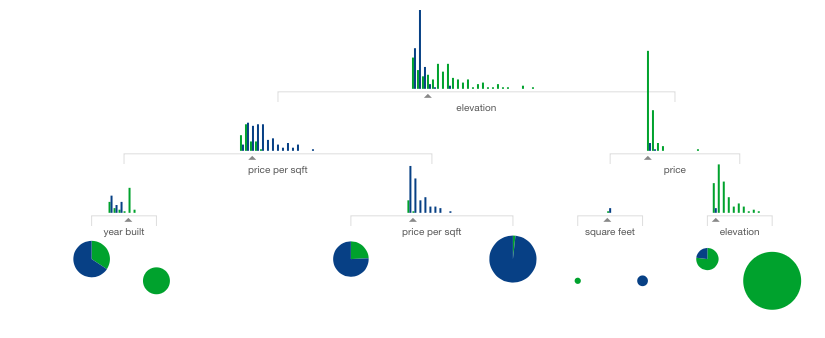 elevation
price per sqft
price
year built
price per sqft
square feet
elevation